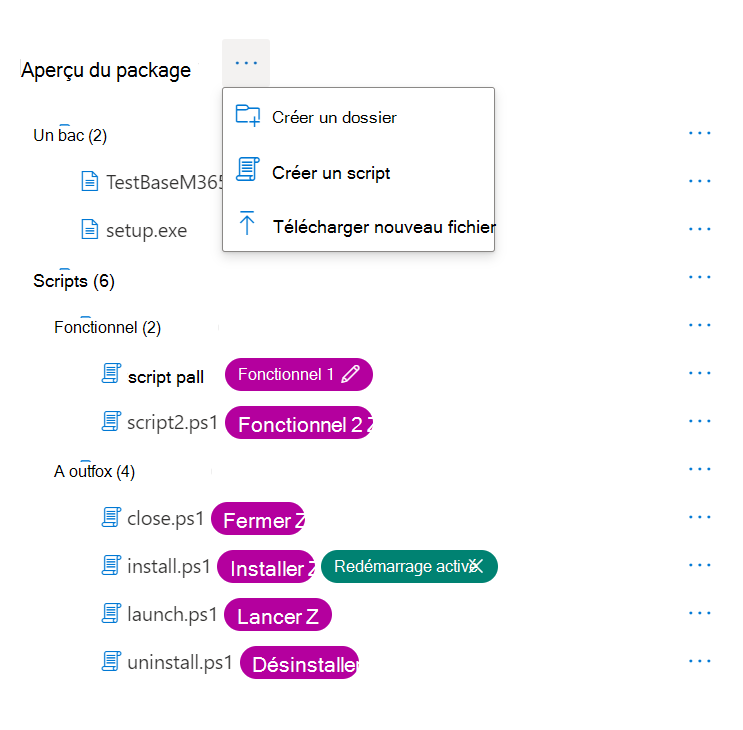 Aperçu du package
Créer un dossier
Un bac (2)
Créer un script
TestBaseM365
Télécharger nouveau fichier
setup.exe
Scripts (6)
Fonctionnel (2)
script pall Fonctionnel 1
script2.ps1 Fonctionnel 2 Z
A outfox (4)
close.ps1 Fermer Z
install.ps1 Installer Z Redémarrage activé
launch.ps1 Lancer Z
uninstall.ps1 Désinstaller